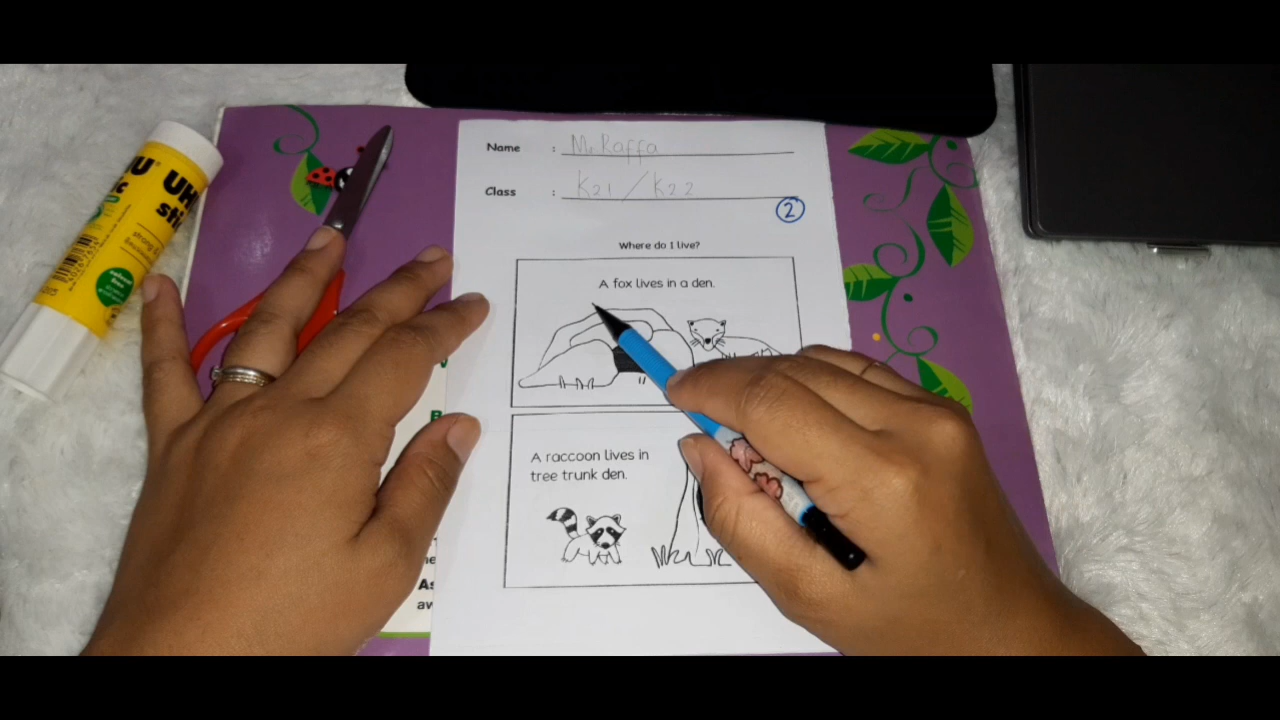 Name : M. Raffa
Class : K21 / K22
2
Where do I live?
A fox lives in a den.
A raccoon lives in
tree trunk den.
UHU
stic